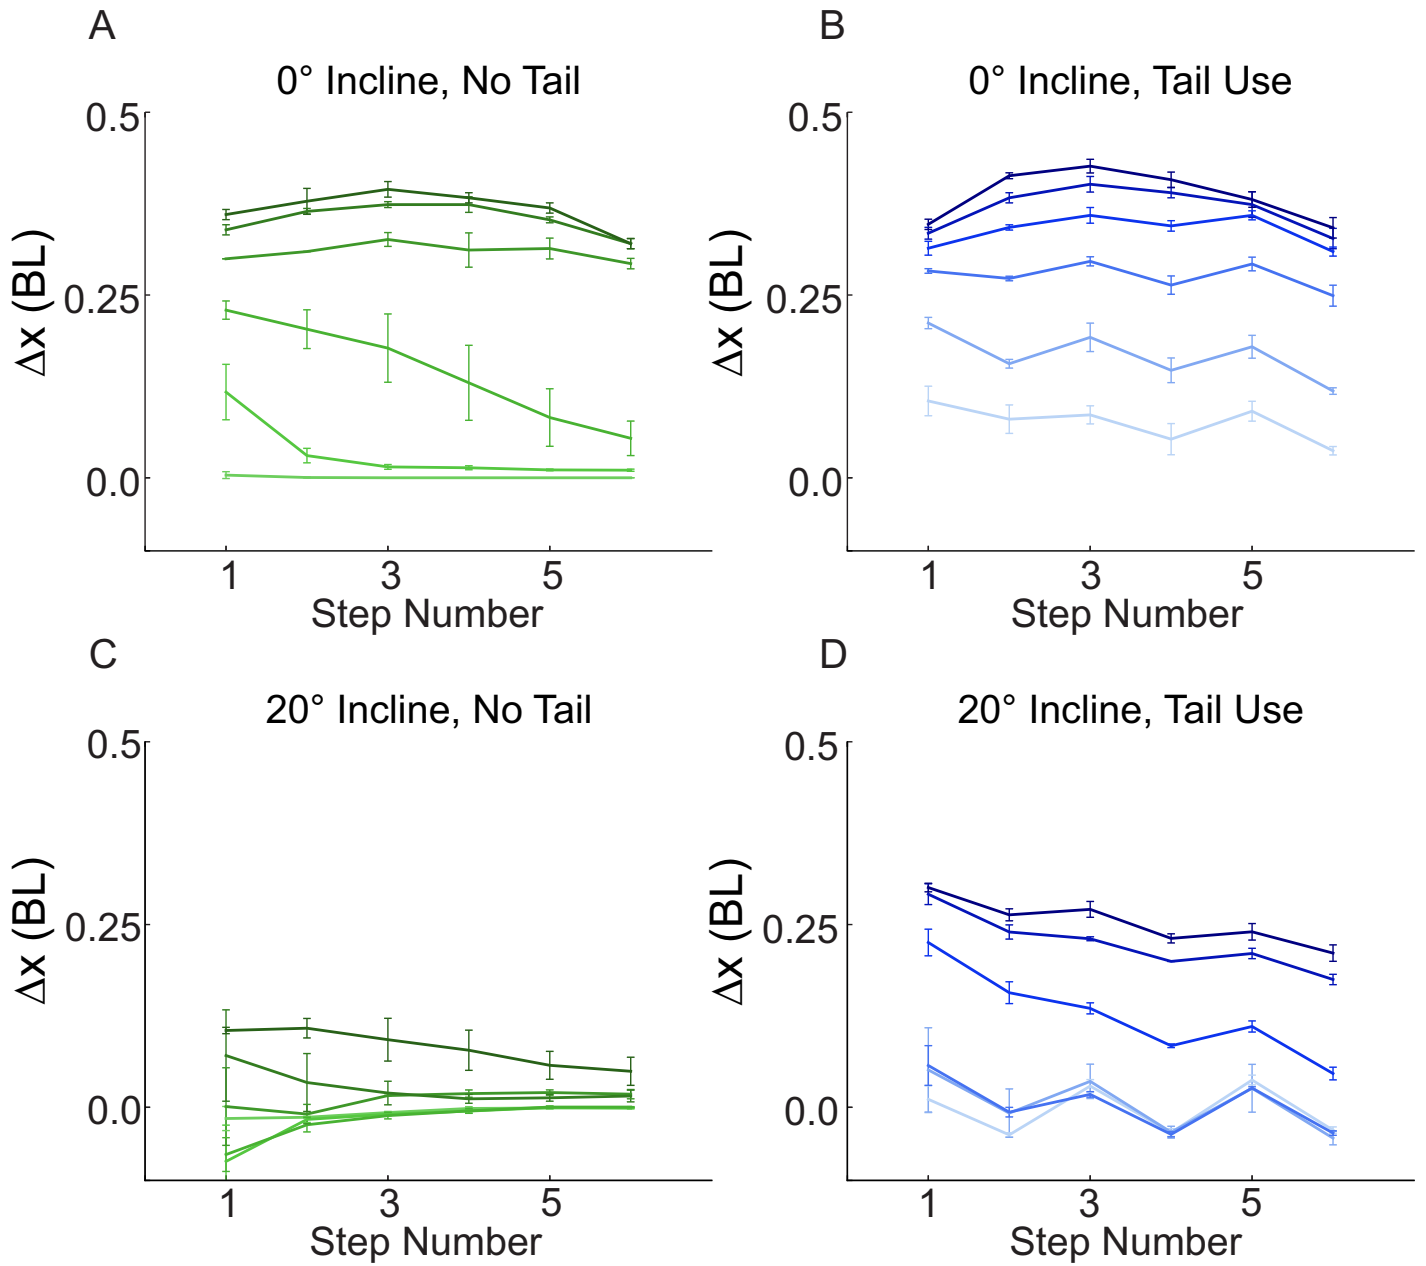 A
0° Incline, No Tail
0.5
0.25
0.0
Δx (BL)
1 3 5
Step Number
B
0° Incline, Tail Use
0.5
0.25
0.0
Δx (BL)
1 3 5
Step Number
C
20° Incline, No Tail
0.5
0.25
0.0
Δx (BL)
1 3 5
Step Number
D
20° Incline, Tail Use
0.5
0.25
0.0
Δx (BL)
1 3 5
Step Number